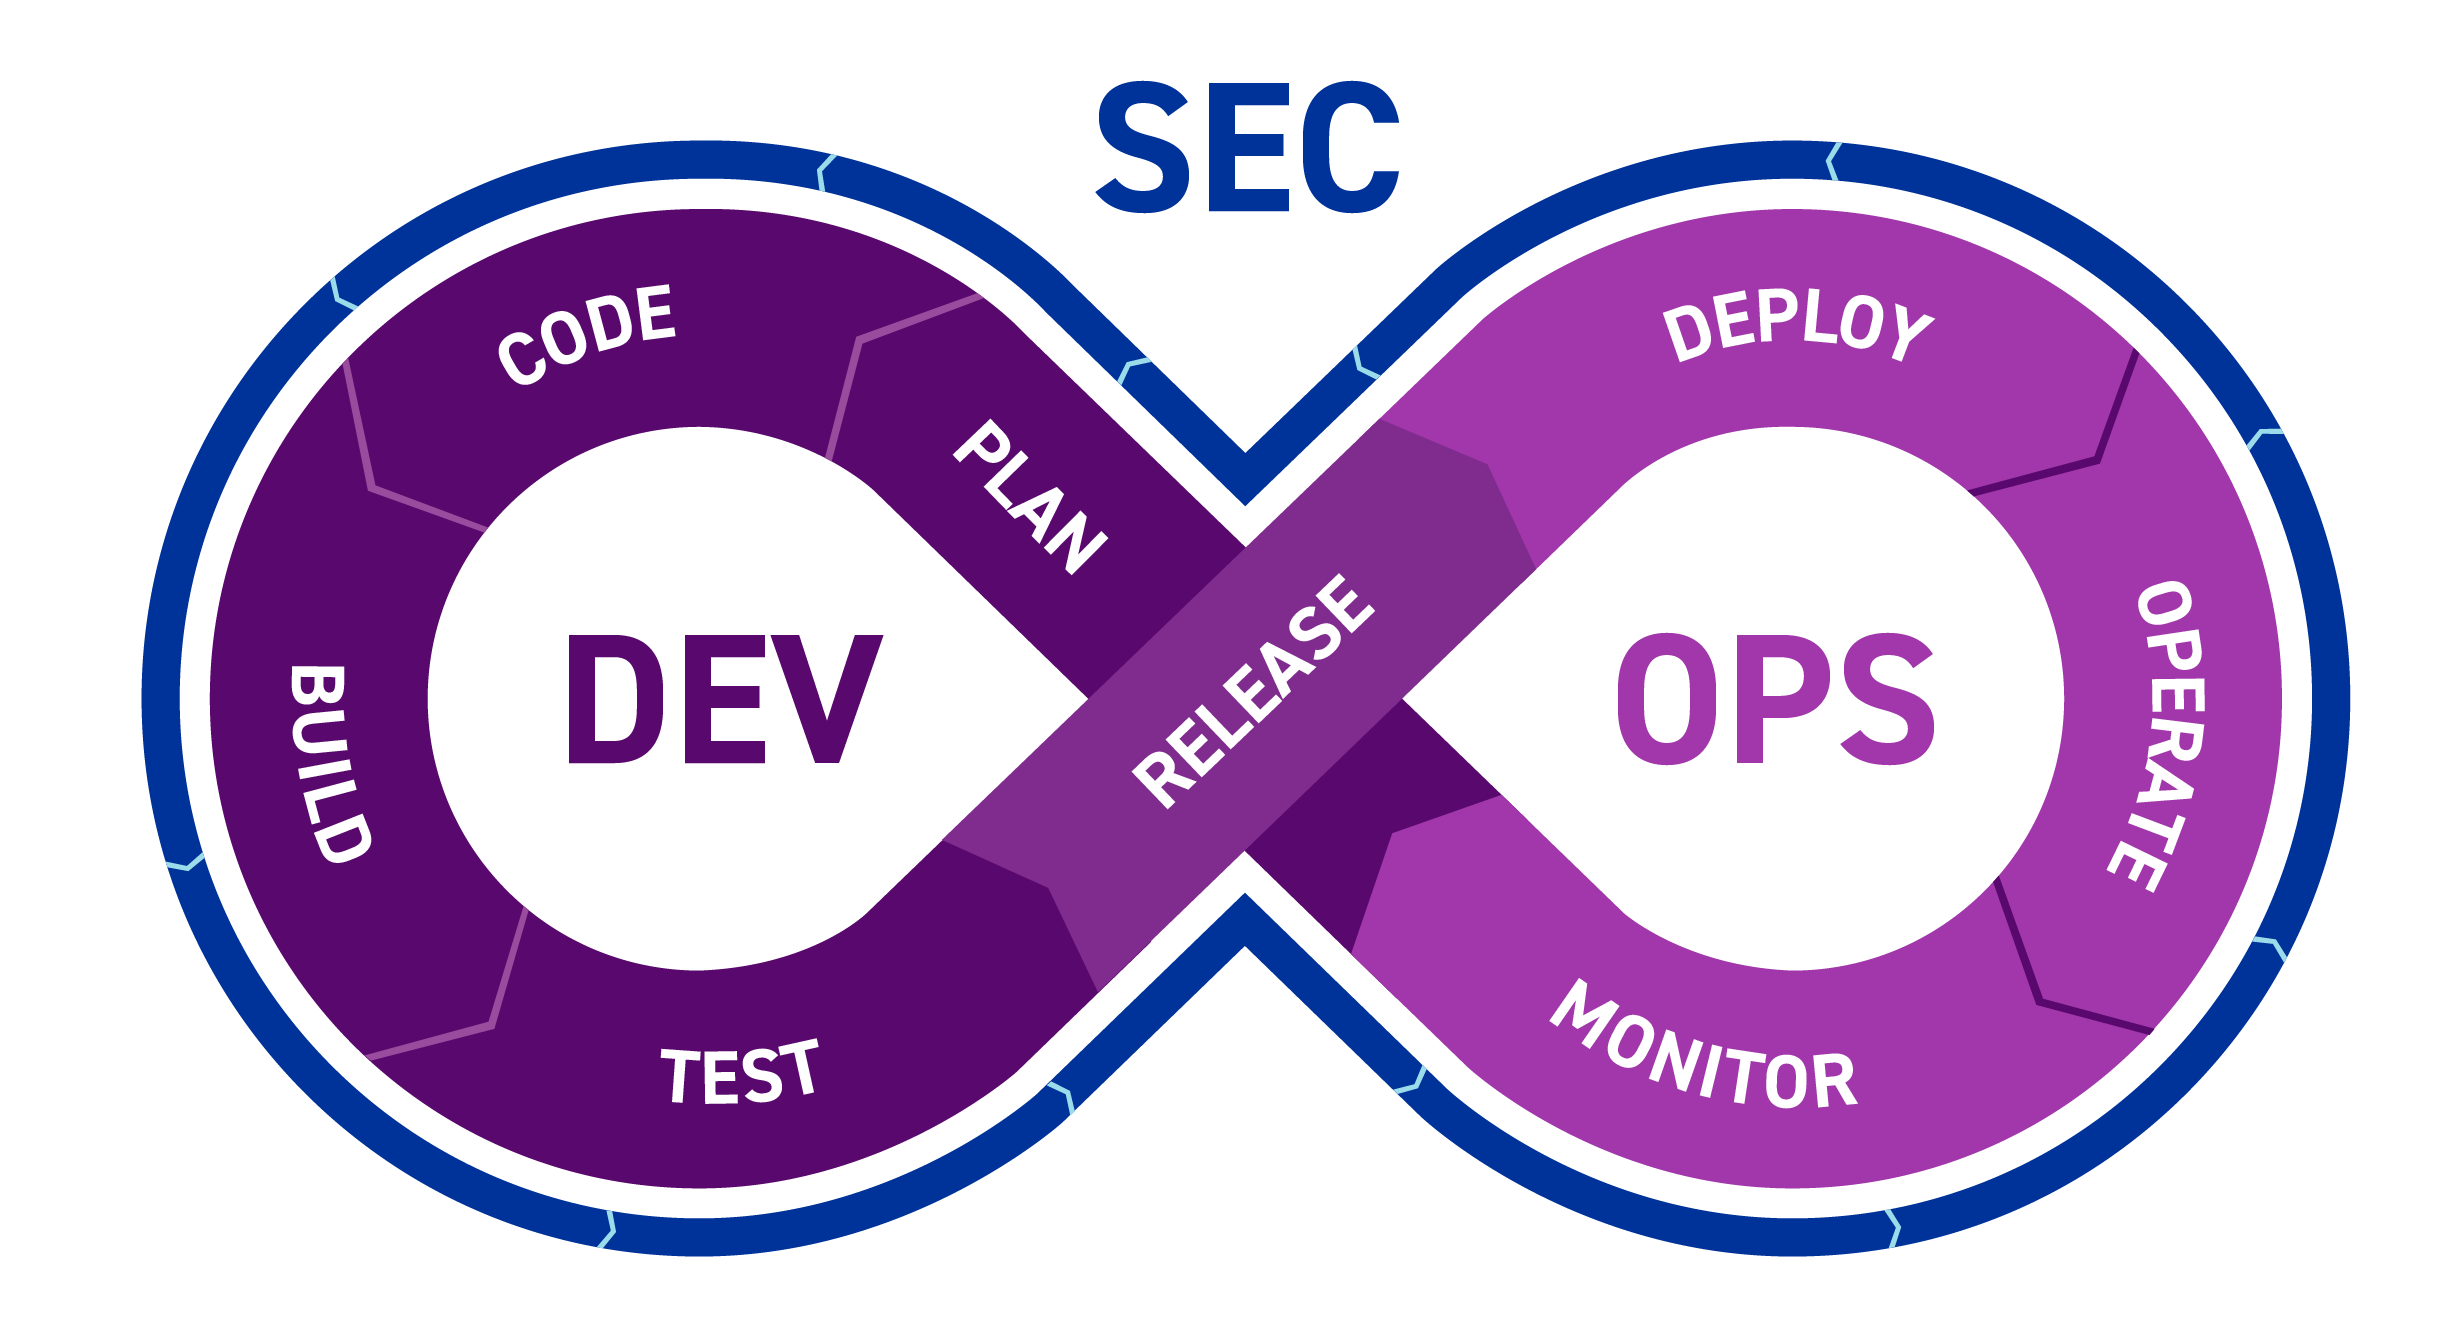 SEC
DEV
OPS
PLAN
CODE
BUILD
TEST
RELEASE
DEPLOY
OPERATE
MONITOR